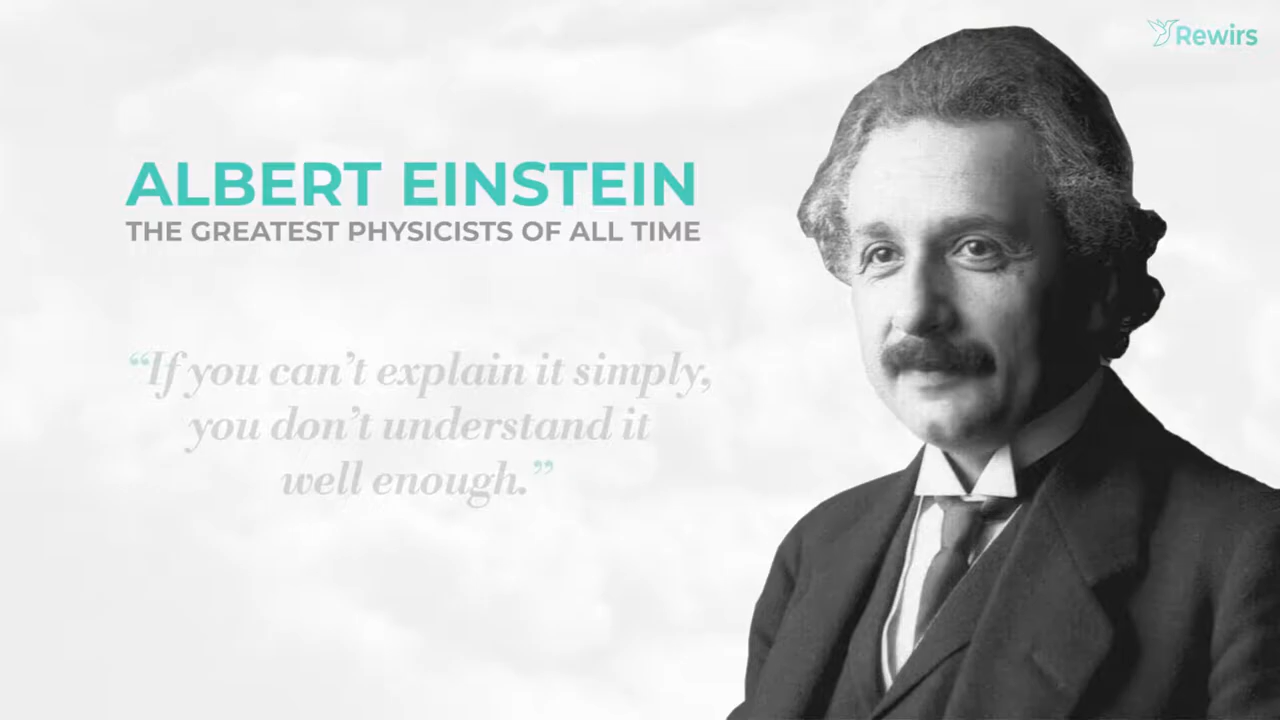 Rewirs
ALBERT EINSTEIN
THE GREATEST PHYSICISTS OF ALL TIME
“If you can’t explain it simply,
you don’t understand it
well enough.”